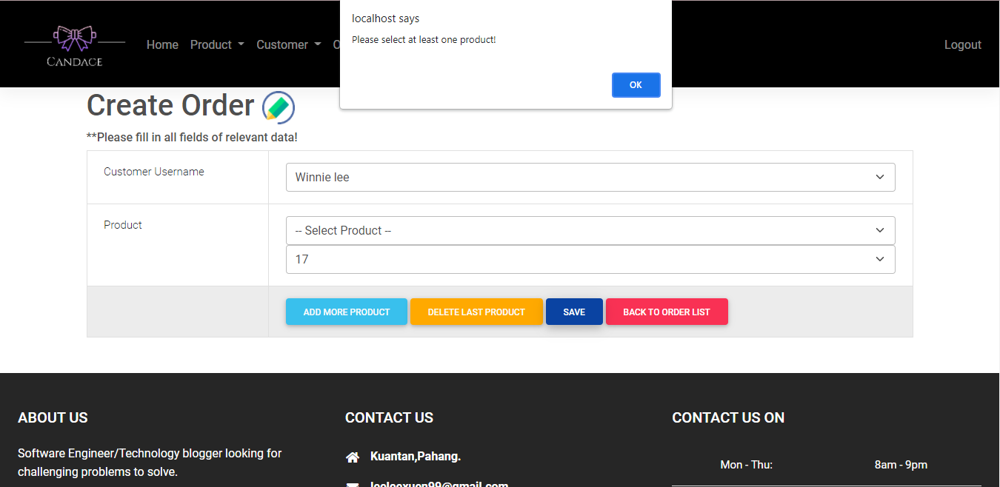 localhost says
Please select at least one product!
OK
CANDACE
Home Product Customer O
Logout
Create Order
**Please fill in all fields of relevant data!
Customer Username
Winnie lee
Product
-- Select Product --
17
ADD MORE PRODUCT DELETE LAST PRODUCT SAVE BACK TO ORDER LIST
ABOUT US
Software Engineer/Technology blogger looking for
challenging problems to solve.
CONTACT US
Kuantan,Pahang.
leeleexuen99@gmail.com
CONTACT US ON
Mon - Thu: 8am - 9pm